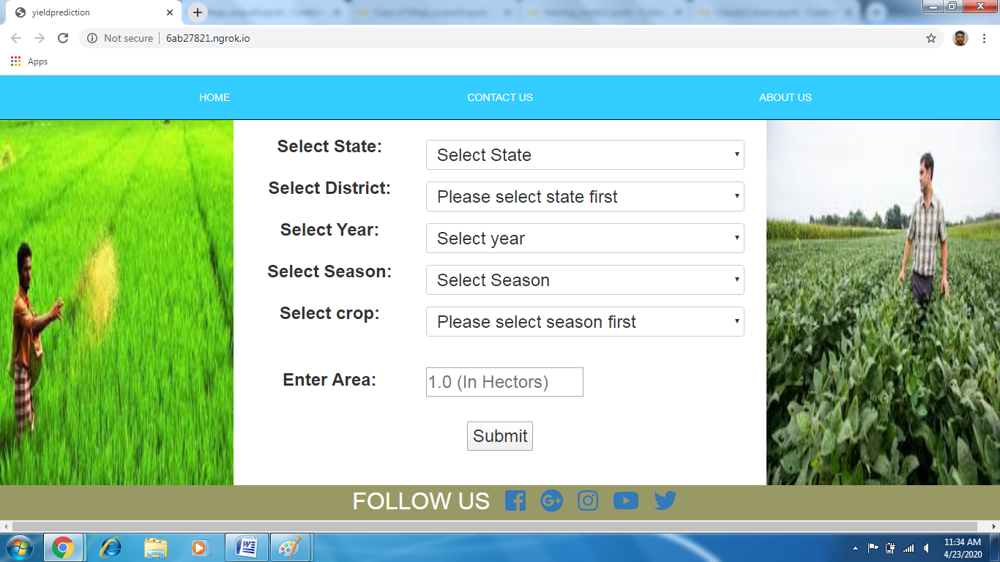 yieldprediction
Not secure | 6ab27821.ngrok.io
Apps
HOME CONTACT US ABOUT US
Select State: Select State
Select District: Please select state first
Select Year: Select year
Select Season: Select Season
Select crop: Please select season first
Enter Area: 1.0 (In Hectors)
Submit
FOLLOW US
11:34 AM
4/23/2020